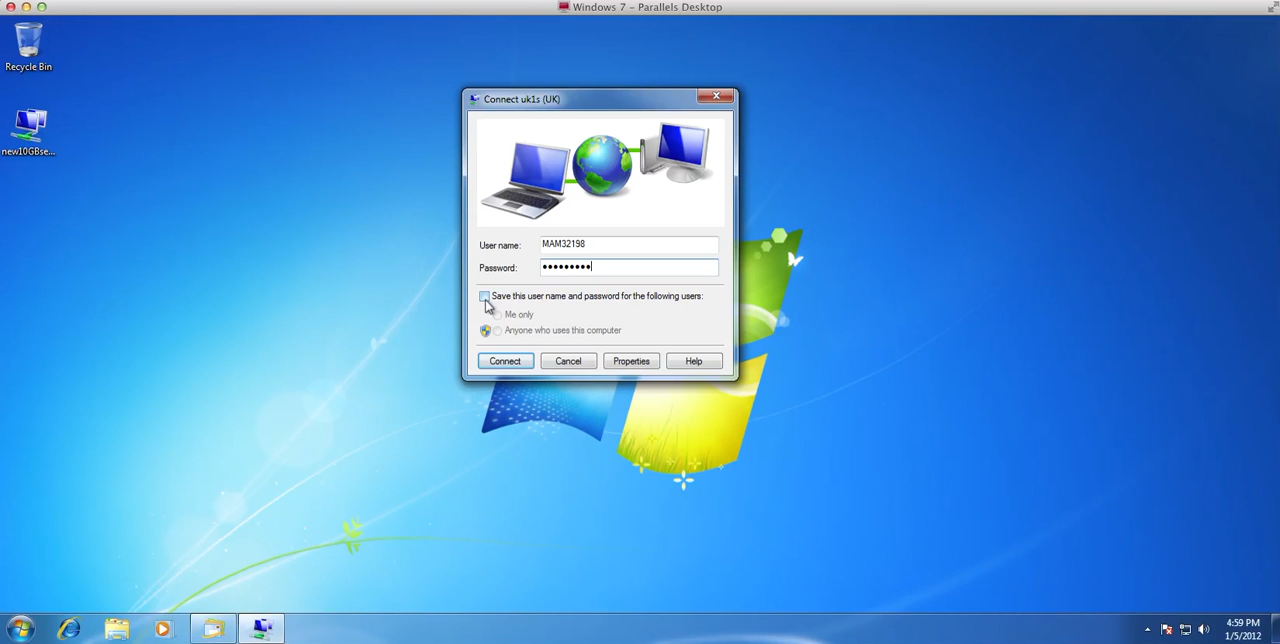 Windows 7 - Parallels Desktop
Recycle Bin
new10GBse...
Connect uk1s (UK)
User name:
MAM32198
Password:
•••••••••
Save this user name and password for the following users:
Me only
Anyone who uses this computer
Connect
Cancel
Properties
Help
4:59 PM
1/5/2012